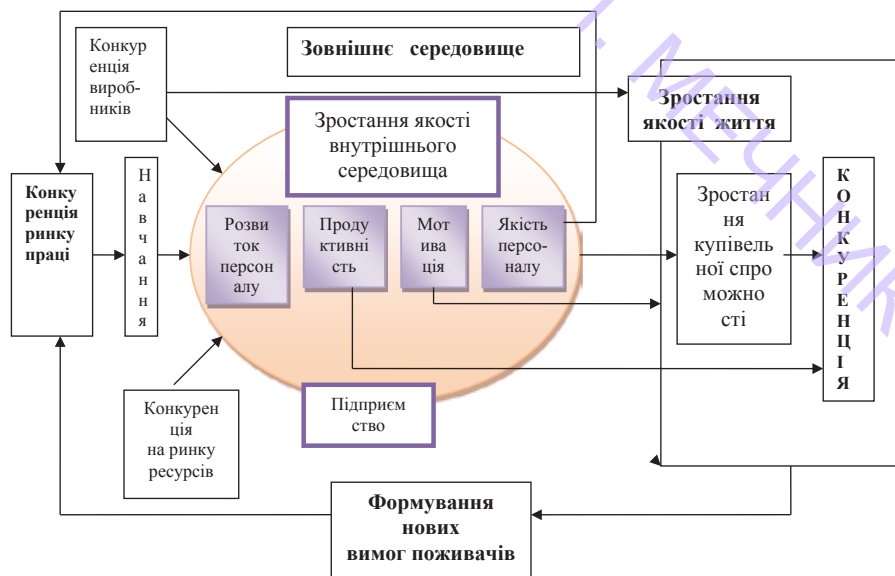 Конкур
енція
вироб-
ників
Зовнішнє середовище
Зростання
якості життя
Зростання якості
внутрішнього
середовища
Конку
ренція
ринку
праці
Н
а
в
ч
а
н
н
я
Розви
ток
персон
алу
Проду
ктивні
сть
Мот
ива
ція
Якість
персо-
налу
Зростан
ня
купівель
ної спро
можно
сті
К
О
Н
К
У
Р
Е
Н
Ц
І
Я
Конкурен
ція
на ринку
ресурсів
Підприєм
ство
Формування
нових
вимог поживачів
І. МЕЧНИК